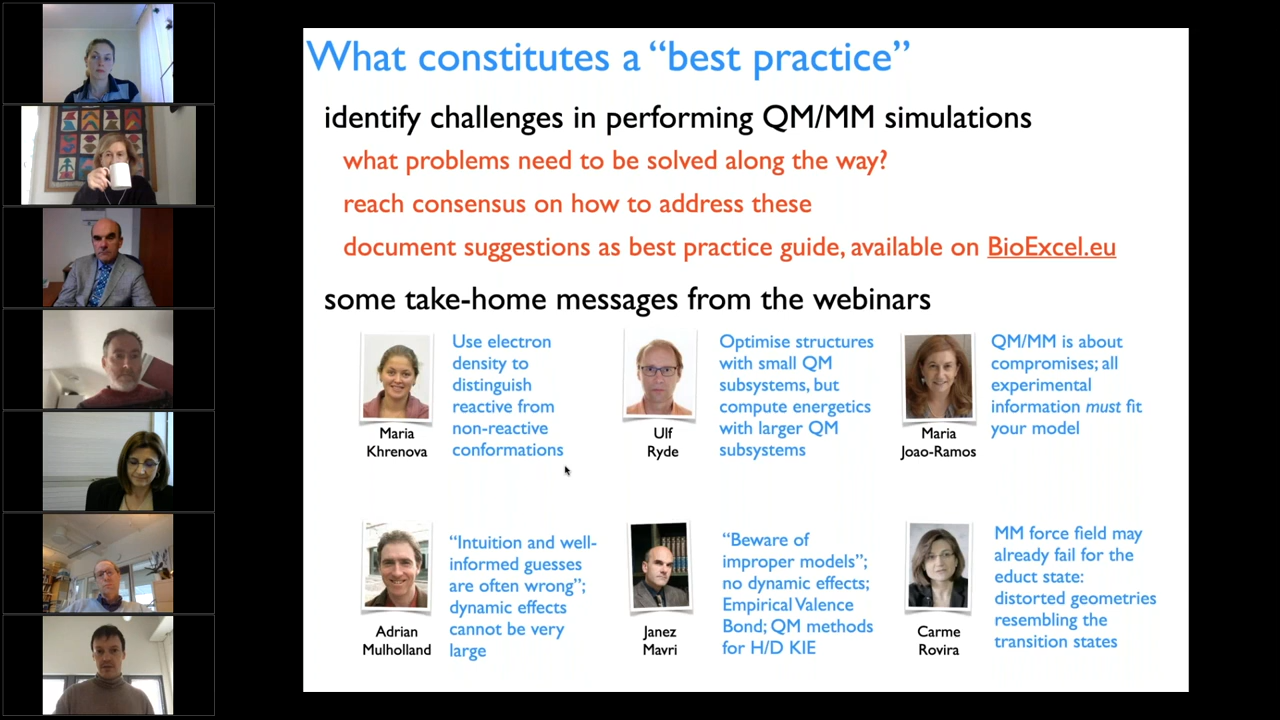 What constitutes a “best practice”
identify challenges in performing QM/MM simulations
what problems need to be solved along the way?
reach consensus on how to address these
document suggestions as best practice guide, available on BioExcel.eu
some take-home messages from the webinars
Use electron
density to
distinguish
reactive from
non-reactive
conformations
Maria
Khrenova
Optimise structures
with small QM
subsystems, but
compute energetics
with larger QM
subsystems
Ulf
Ryde
QM/MM is about
compromises; all
experimental
information must fit
your model
Maria
Joao-Ramos
“Intuition and well-
informed guesses
are often wrong”;
dynamic effects
cannot be very
large
Adrian
Mulholland
“Beware of
improper models”;
no dynamic effects;
Empirical Valence
Bond; QM methods
for H/D KIE
Janez
Mavri
MM force field may
already fail for the
educt state:
distorted geometries
resembling the
transition states
Carme
Rovira